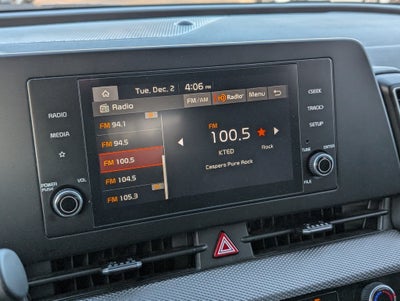 Tue, Dec. 2 4:06 PM
Radio FM/AM HD Radio Menu
FM 94.1
FM 94.5
FM 100.5
FM 104.5
FM 105.3
FM
100.5
KTED Rock
Caspers Pure Rock
RADIO
MEDIA
POWER PUSH
VOL
<SEEK
TRACK>
SETUP
TUNE
ENTER
FILE